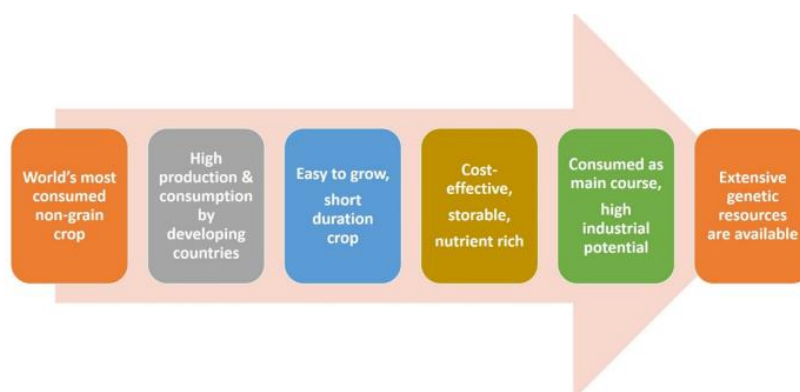 World's most
consumed
non-grain
crop
High
production &
consumption
by
developing
countries
Easy to grow,
short
duration
crop
Cost-
effective,
storable,
nutrient rich
Consumed as
main course,
high
industrial
potential
Extensive
genetic
resources
are available